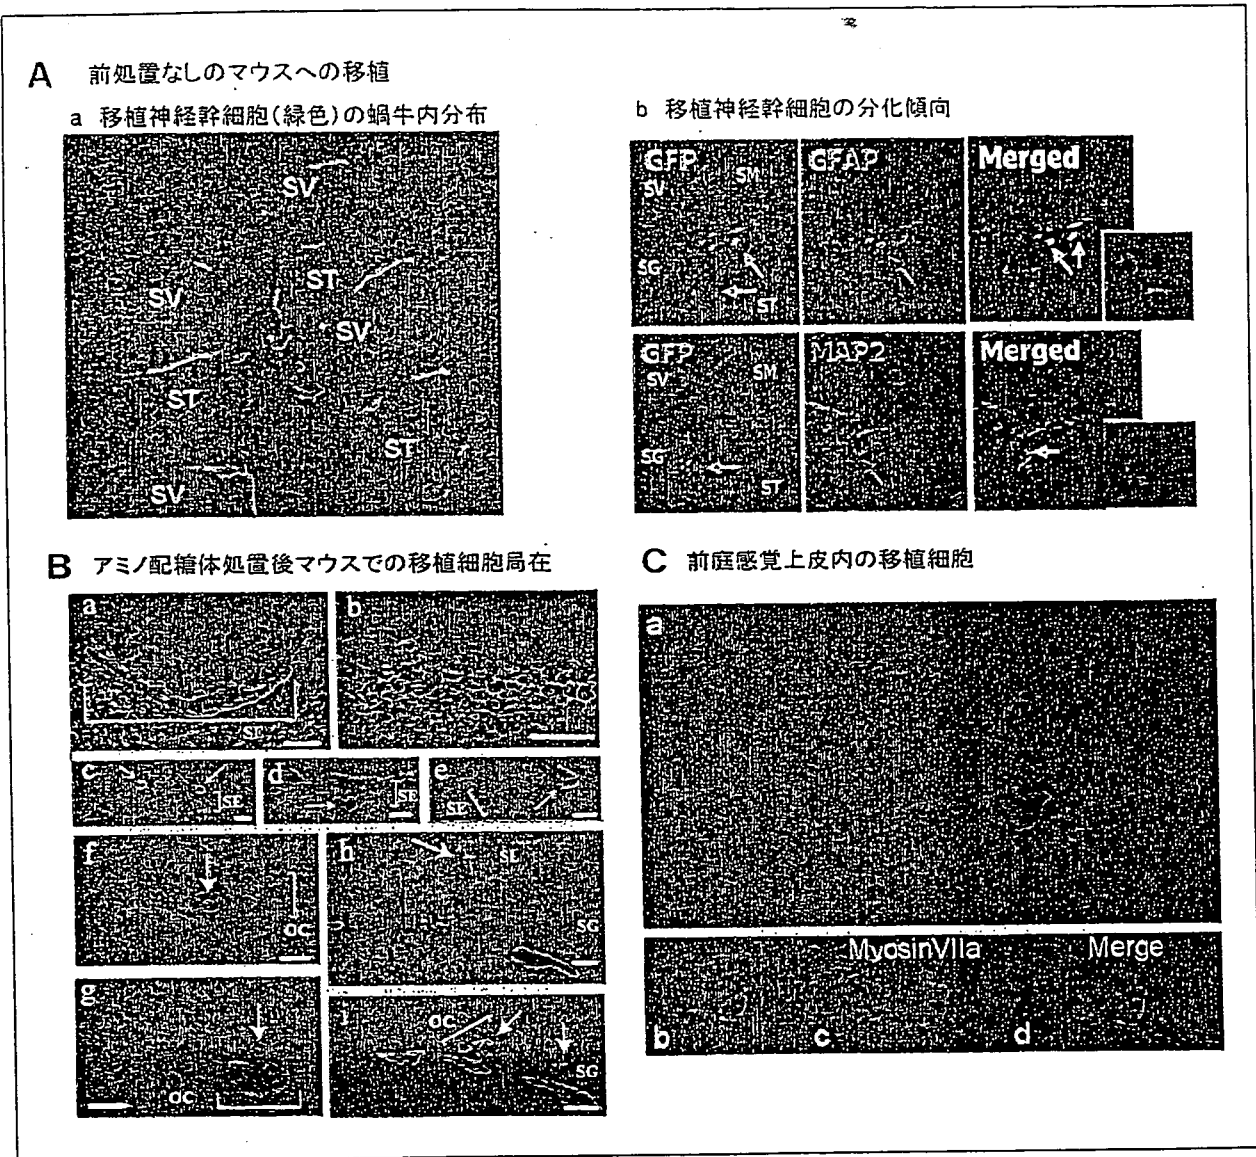 A 前処置なしのマウスへの移植
a 移植神経幹細胞(緑色)の蝸牛内分布
SV
ST
SV
SV
ST
ST
SV
b 移植神経幹細胞の分化傾向
GFP
SV
SM
SG
ST
GFAP
Merged
GFP
SV
SM
SG
ST
MAP2
Merged
B アミノ配糖体処置後マウスでの移植細胞局在
a
SE
b
c
SE
d
SE
e
SE
f
oc
g
oc
h
SE
SG
i
oc
SG
C 前庭感覚上皮内の移植細胞
a
b
c
MyosinVIIa
d
Merge